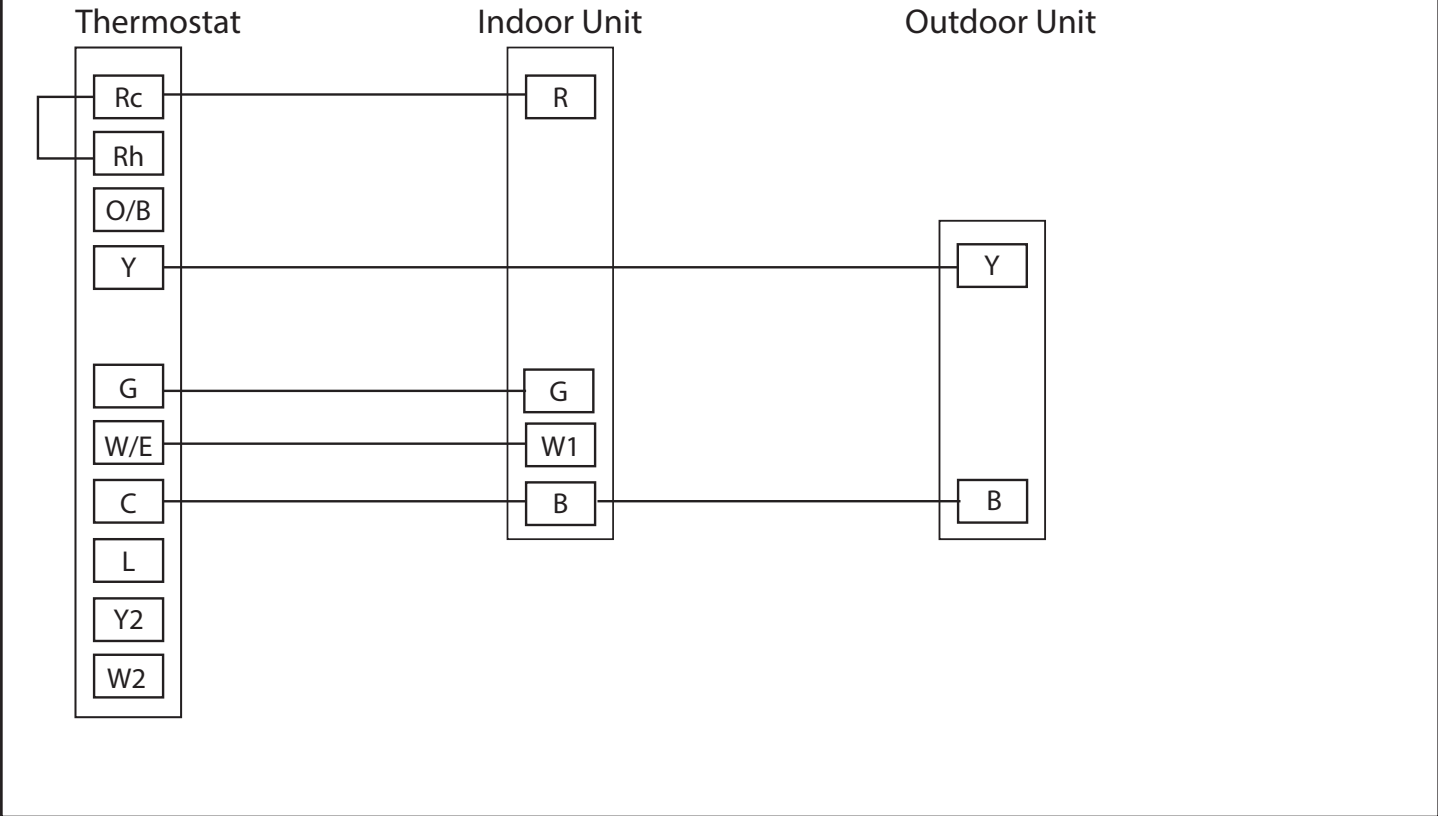 Thermostat Indoor Unit Outdoor Unit
Rc R
Rh
O/B
Y Y
G G
W/E W1
C B B
L
Y2
W2